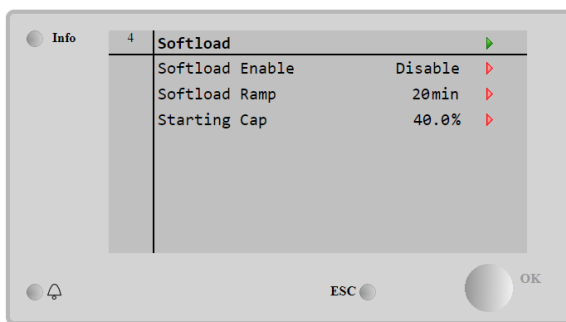 Info
4 Softload
Softload Enable Disable
Softload Ramp 20min
Starting Cap 40.0%
ESC
OK